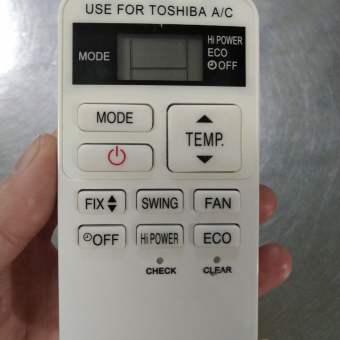 USE FOR TOSHIBA A/C
MODE
Hi POWER
ECO
OFF
MODE
TEMP.
FIX SWING FAN
OFF Hi POWER ECO
CHECK CLEAR